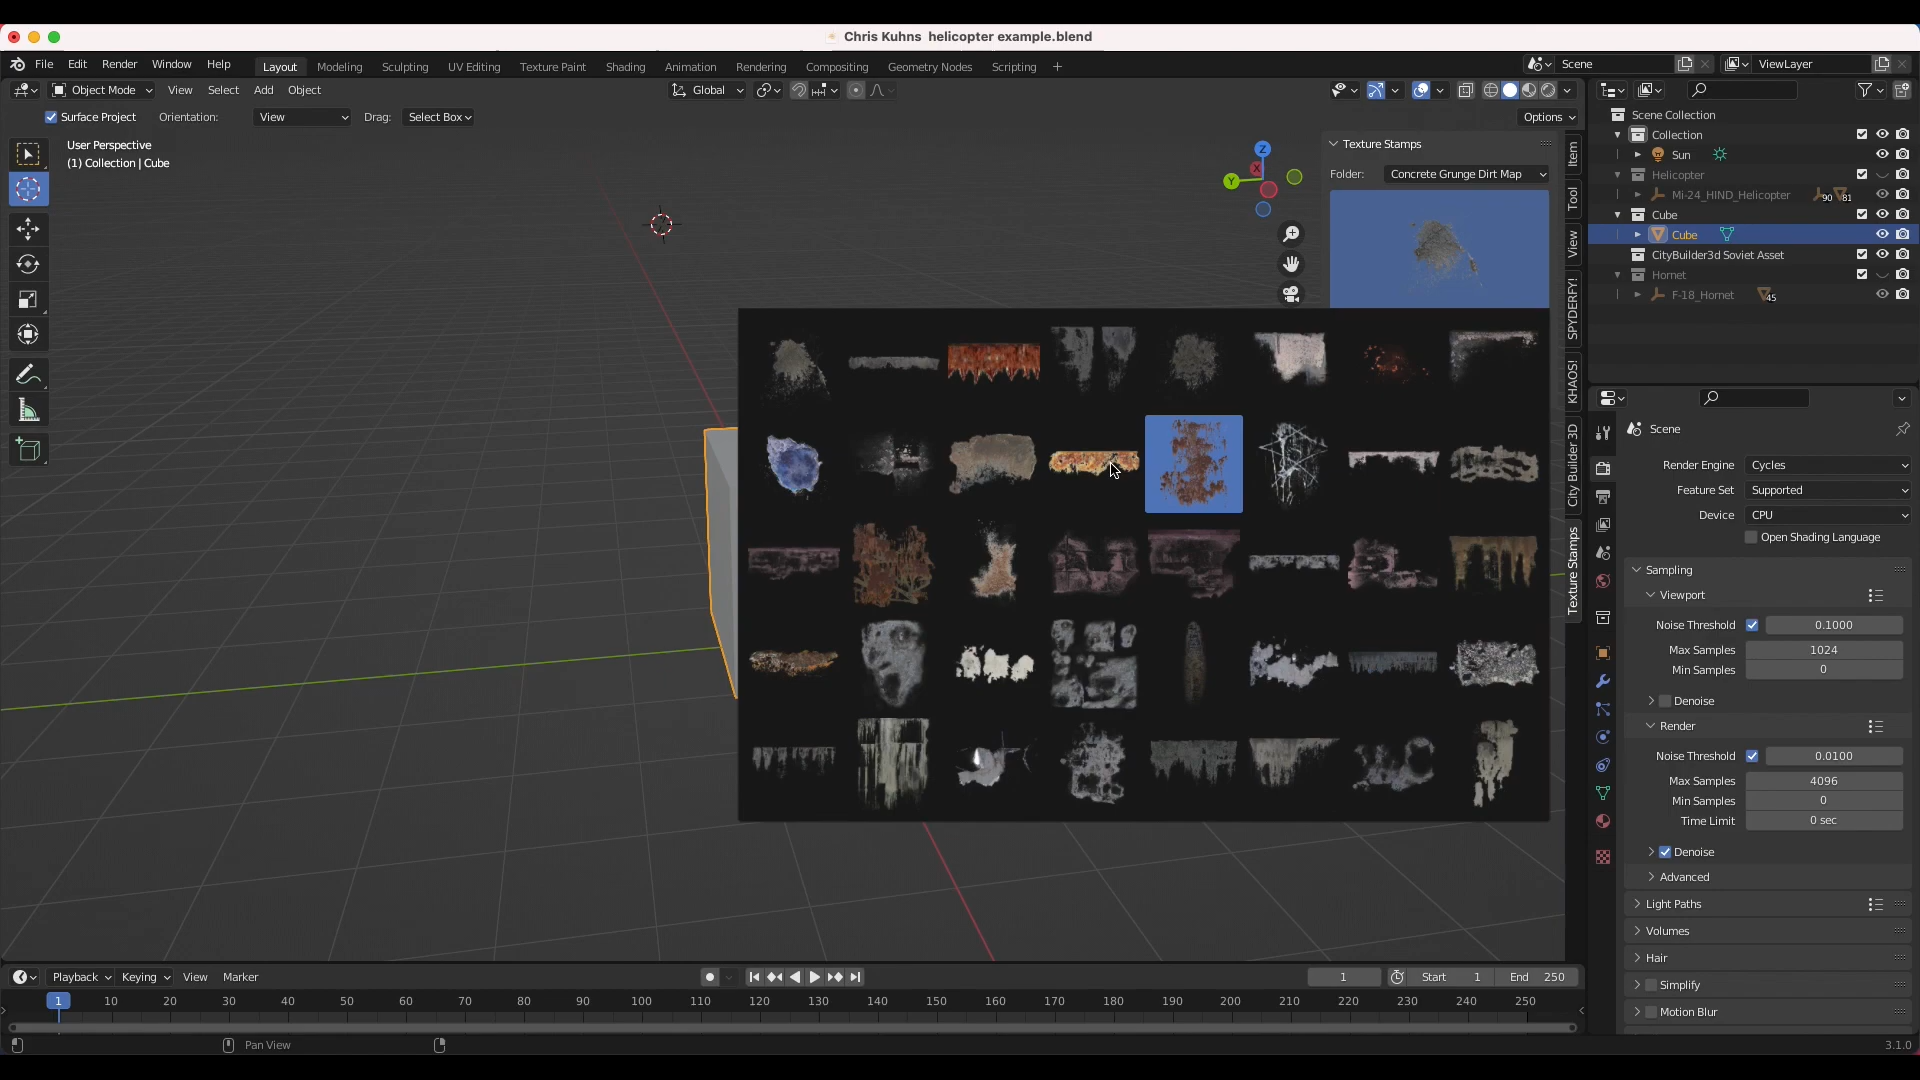 Chris Kuhns  helicopter example.blend
File Edit Render Window Help Layout Modeling Sculpting UV Editing Texture Paint Shading Animation Rendering Compositing Geometry Nodes Scripting Scene ViewLayer
Object Mode View Select Add Object Global
Surface Project Orientation: View Drag: Select Box Options
User Perspective
(1) Collection | Cube
Z
Y
X
Texture Stamps
Folder: Concrete Grunge Dirt Map
Item
Tool
View
SPYDERFY!
KHAOS!
City Builder 3D
Texture Stamps
Scene Collection
Collection
Sun
Helicopter
Mi-24_HIND_Helicopter 90 81
Cube
Cube
CityBuilder3d Soviet Asset
Hornet
F-18_Hornet 45
Scene
Render Engine Cycles
Feature Set Supported
Device CPU
Open Shading Language
Sampling
Viewport
Noise Threshold 0.1000
Max Samples 1024
Min Samples 0
Denoise
Render
Noise Threshold 0.0100
Max Samples 4096
Min Samples 0
Time Limit 0 sec
Denoise
Advanced
Light Paths
Volumes
Hair
Simplify
Motion Blur
Playback Keying View Marker 1 Start 1 End 250
1 10 20 30 40 50 60 70 80 90 100 110 120 130 140 150 160 170 180 190 200 210 220 230 240 250
Pan View 3.1.0